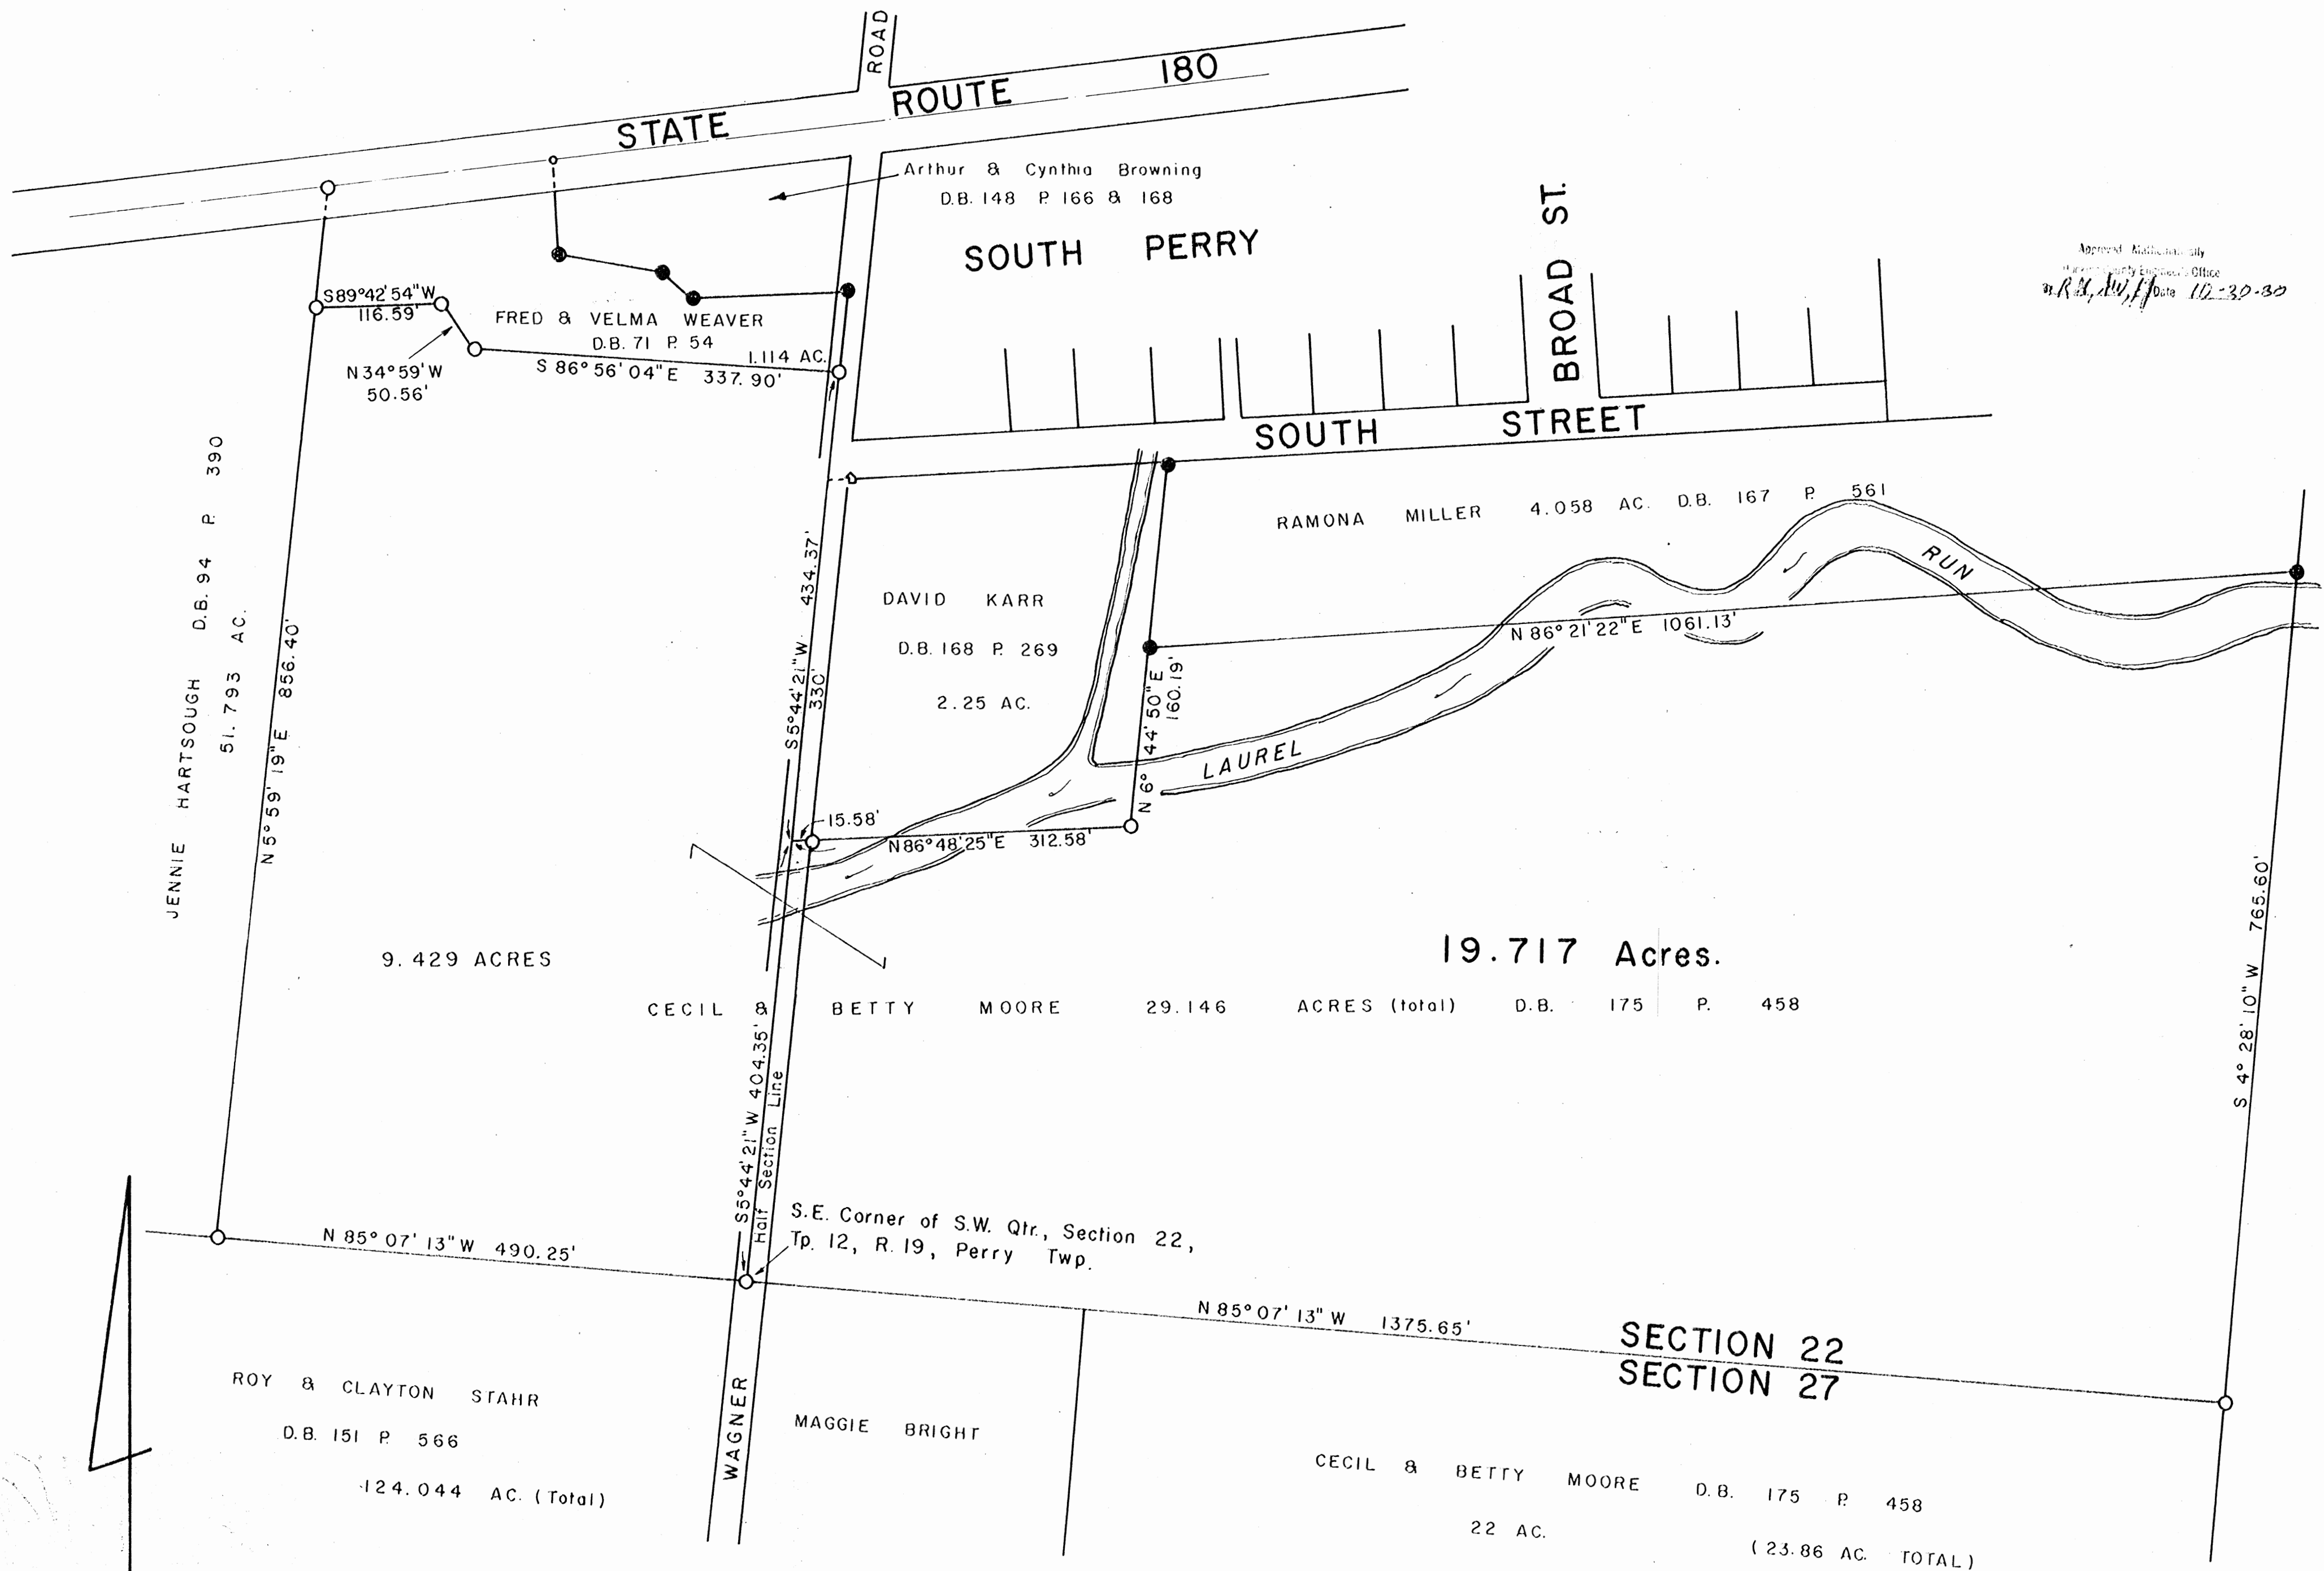 ROAD
STATE ROUTE 180
Arthur & Cynthia Browning
D.B. 148 P. 166 & 168
SOUTH PERRY
BROAD ST.
Approved
Office
Date 10-30-80
S89°42'54"W
116.59'
FRED & VELMA WEAVER
D.B. 71 P. 54
1.114 AC.
S 86°56'04"E 337.90'
N34°59'W
50.56'
SOUTH STREET
JENNIE HARTSOUGH D.B. 94 P. 390
51.793 AC.
N5°59'19"E 856.40'
S5°44'21"W 434.37'
330'
DAVID KARR
D.B. 168 P. 269
2.25 AC.
RAMONA MILLER 4.058 AC. D.B. 167 P. 561
RUN
N 86°21'22"E 1061.13'
N 6°44'50"E
160.19'
LAUREL
15.58'
N86°48'25"E 312.58'
9.429 ACRES
19.717 Acres.
CECIL & BETTY MOORE 29.146 ACRES (total) D.B. 175 P. 458
S 4° 28' 10" W 765.60'
S5°44'21"W 404.35'
Half Section Line
S.E. Corner of S.W. Qtr., Section 22,
Tp. 12, R. 19, Perry Twp.
N 85° 07' 13" W 490.25'
N 85° 07' 13" W 1375.65'
SECTION 22
SECTION 27
ROY & CLAYTON STAHR
D.B. 151 P. 566
124.044 AC. (Total)
WAGNER
MAGGIE BRIGHT
CECIL & BETTY MOORE D.B. 175 P. 458
22 AC.
(23.86 AC. TOTAL)